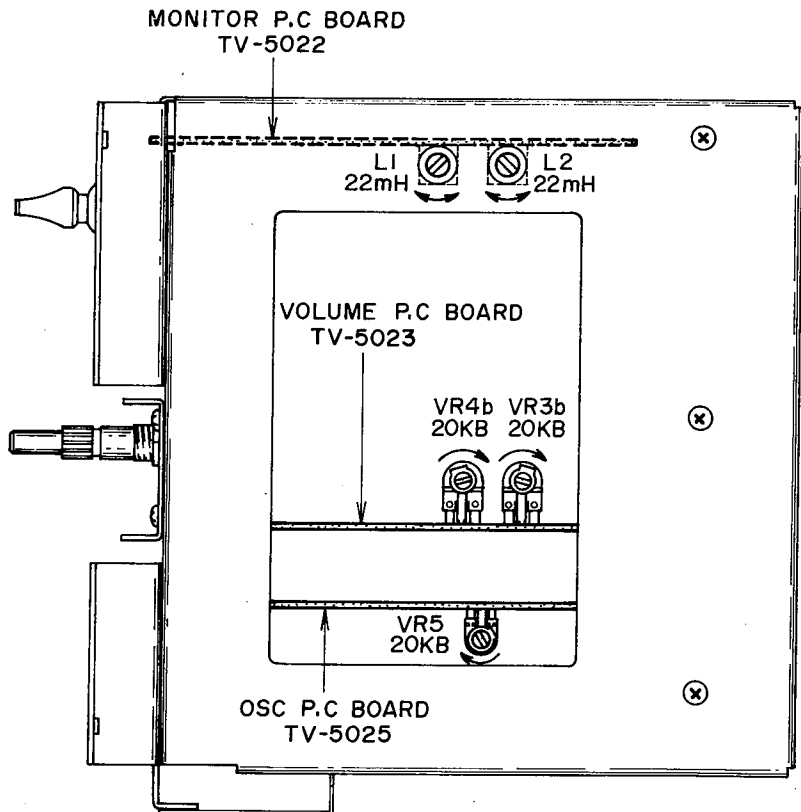 MONITOR P.C BOARD
TV-5022
L1
22mH
L2
22mH
VOLUME P.C BOARD
TV-5023
VR4b
20KB
VR3b
20KB
VR5
20KB
OSC P.C BOARD
TV-5025